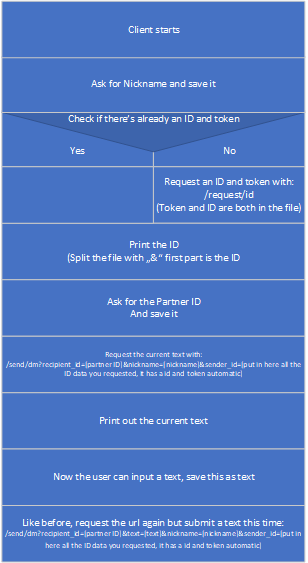 Client starts
Ask for Nickname and save it
Check if there's already an ID and token
Yes
No
Request an ID and token with:
/request/id
(Token and ID are both in the file)
Print the ID
(Split the file with „&“ first part is the ID
Ask for the Partner ID
And save it
Request the current text with:
/send/dm?recipient_id=[partner ID]&nickname=[nickname]&sender_id=[put in here all the
ID data you requested, it has a id and token automatic]
Print out the current text
Now the user can input a text, save this as text
Like before, request the url again but submit a text this time:
/send/dm?recipient_id=[partner ID]&text=[text]&nickname=[nickname]&sender_id=[put
in here all the ID data you requested, it has a id and token automatic]